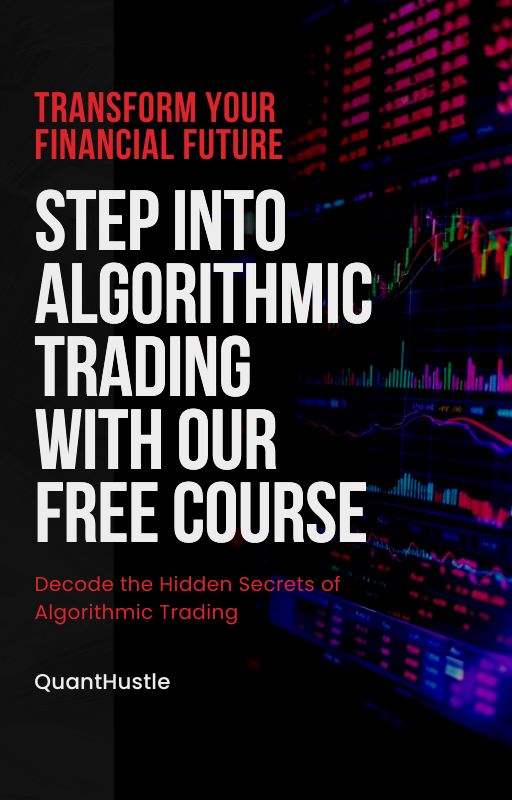 TRANSFORM YOUR
FINANCIAL FUTURE
STEP INTO
ALGORITHMIC
TRADING
WITH OUR
FREE COURSE
Decode the Hidden Secrets of
Algorithmic Trading
QuantHustle